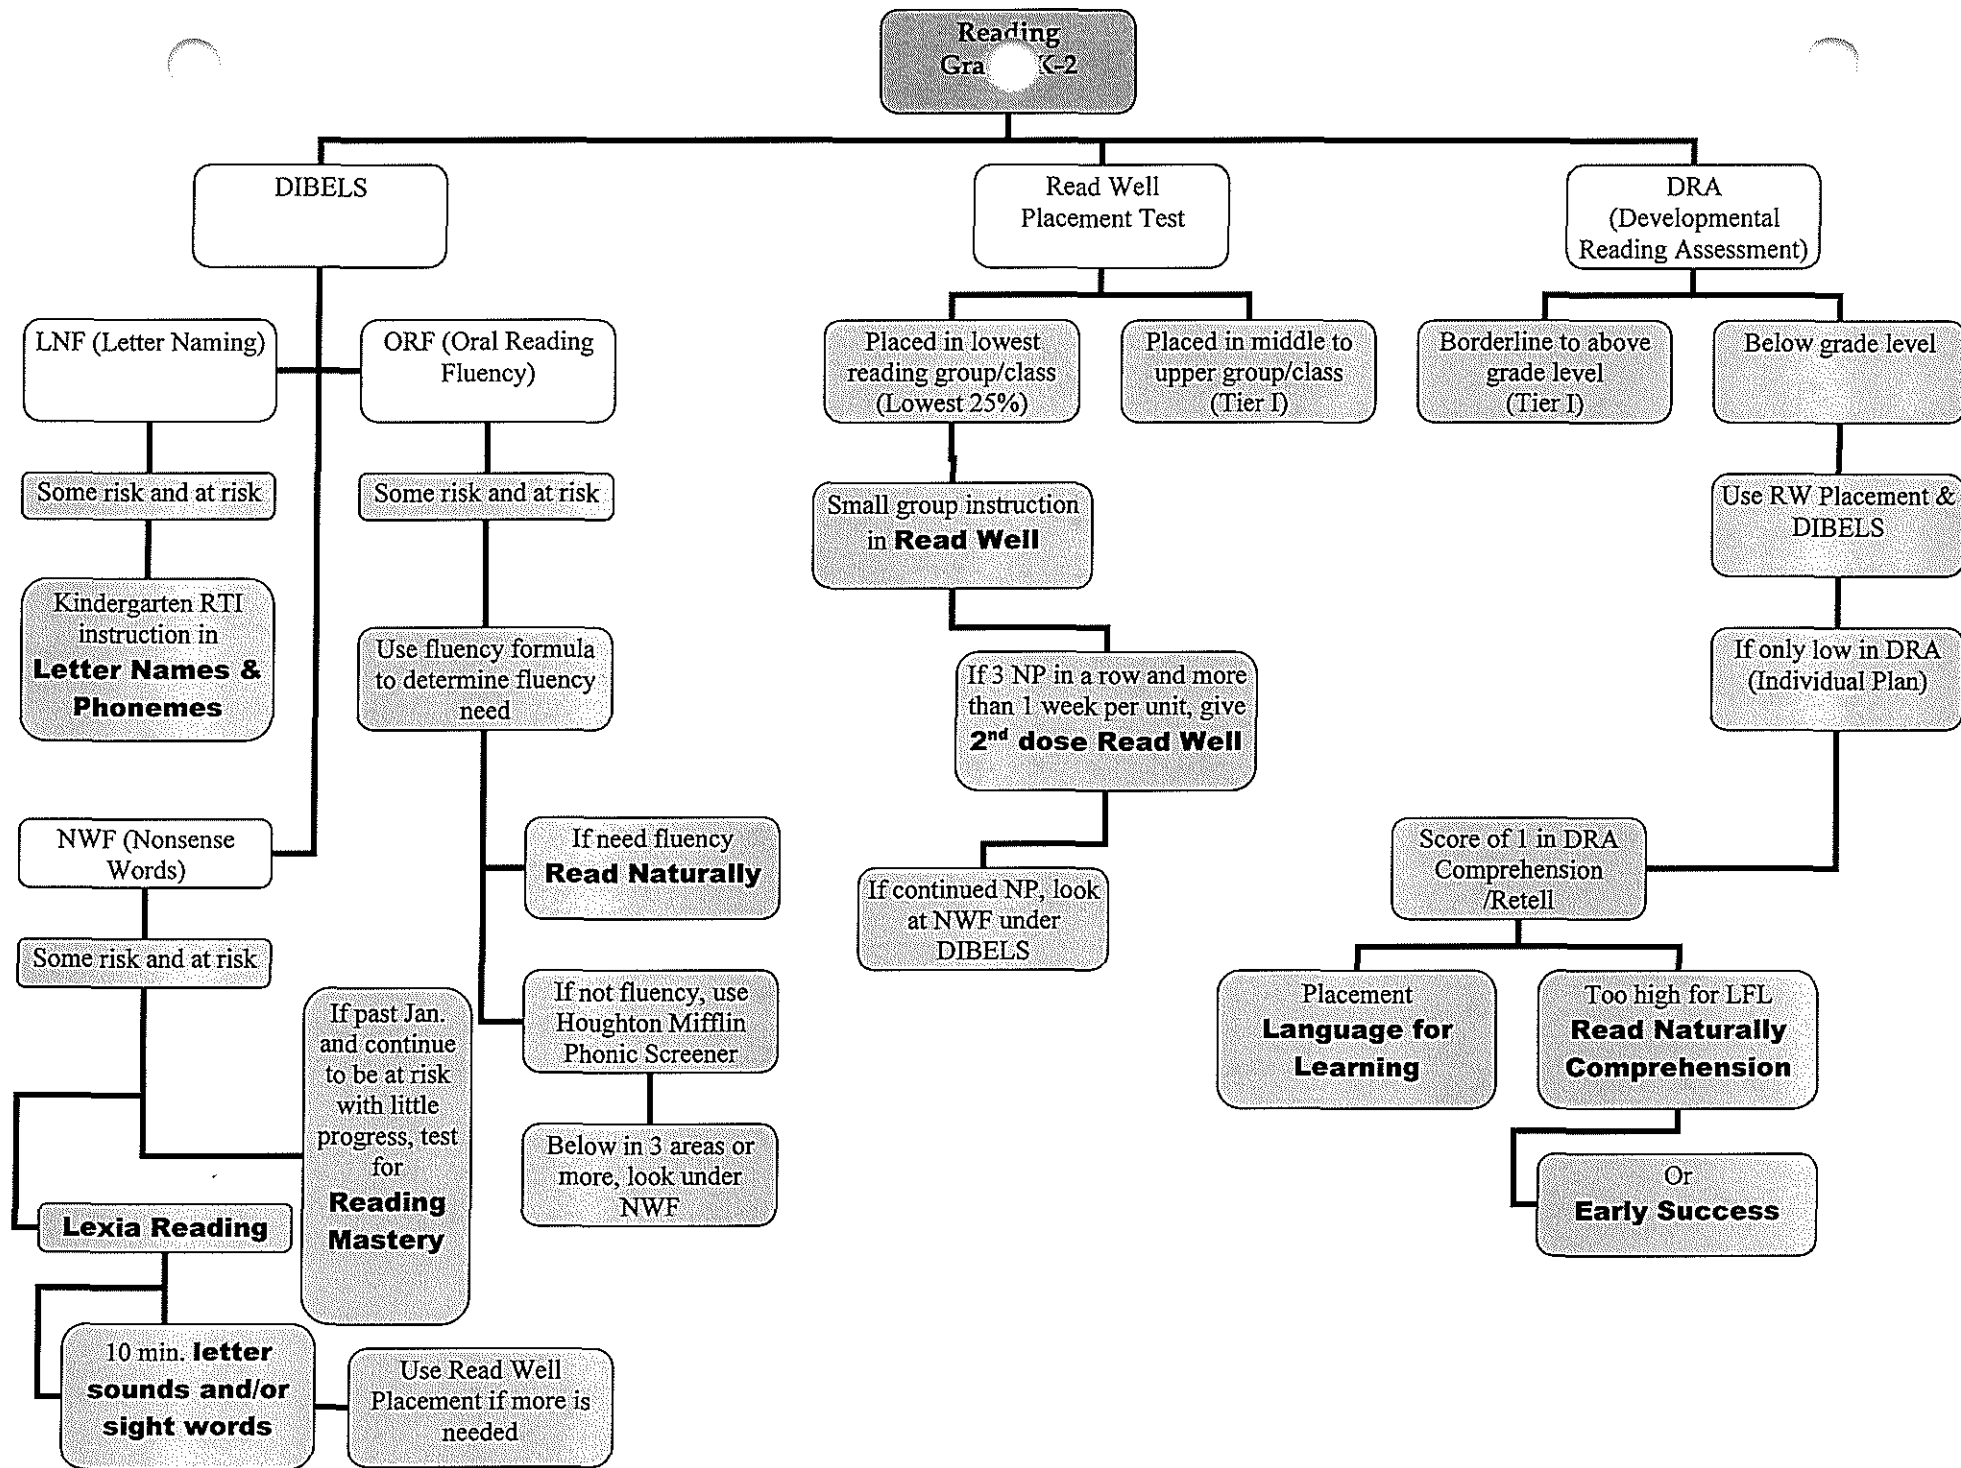 Reading
K-2
DIBELS
Read Well
Placement Test
DRA
(Developmental
Reading Assessment)
LNF (Letter Naming)
ORF (Oral Reading
Fluency)
Placed in lowest
reading group/class
(Lowest 25%)
Placed in middle to
upper group/class
(Tier I)
Borderline to above
grade level
(Tier I)
Below grade level
Some risk and at risk
Some risk and at risk
Small group instruction
in Read Well
Use RW Placement &
DIBELS
Kindergarten RTI
instruction in
Letter Names &
Phonemes
Use fluency formula
to determine fluency
need
If 3 NP in a row and more
than 1 week per unit, give
2nd dose Read Well
If only low in DRA
(Individual Plan)
NWF (Nonsense
Words)
If need fluency
Read Naturally
If continued NP, look
at NWF under
DIBELS
Score of 1 in DRA
Comprehension
/Retell
Some risk and at risk
If past Jan.
and continue
to be at risk
with little
progress, test
for
Reading
Mastery
If not fluency, use
Houghton Mifflin
Phonic Screener
Placement
Language for
Learning
Too high for LFL
Read Naturally
Comprehension
Below in 3 areas or
more, look under
NWF
Or
Early Success
Lexia Reading
10 min. letter
sounds and/or
sight words
Use Read Well
Placement if more is
needed